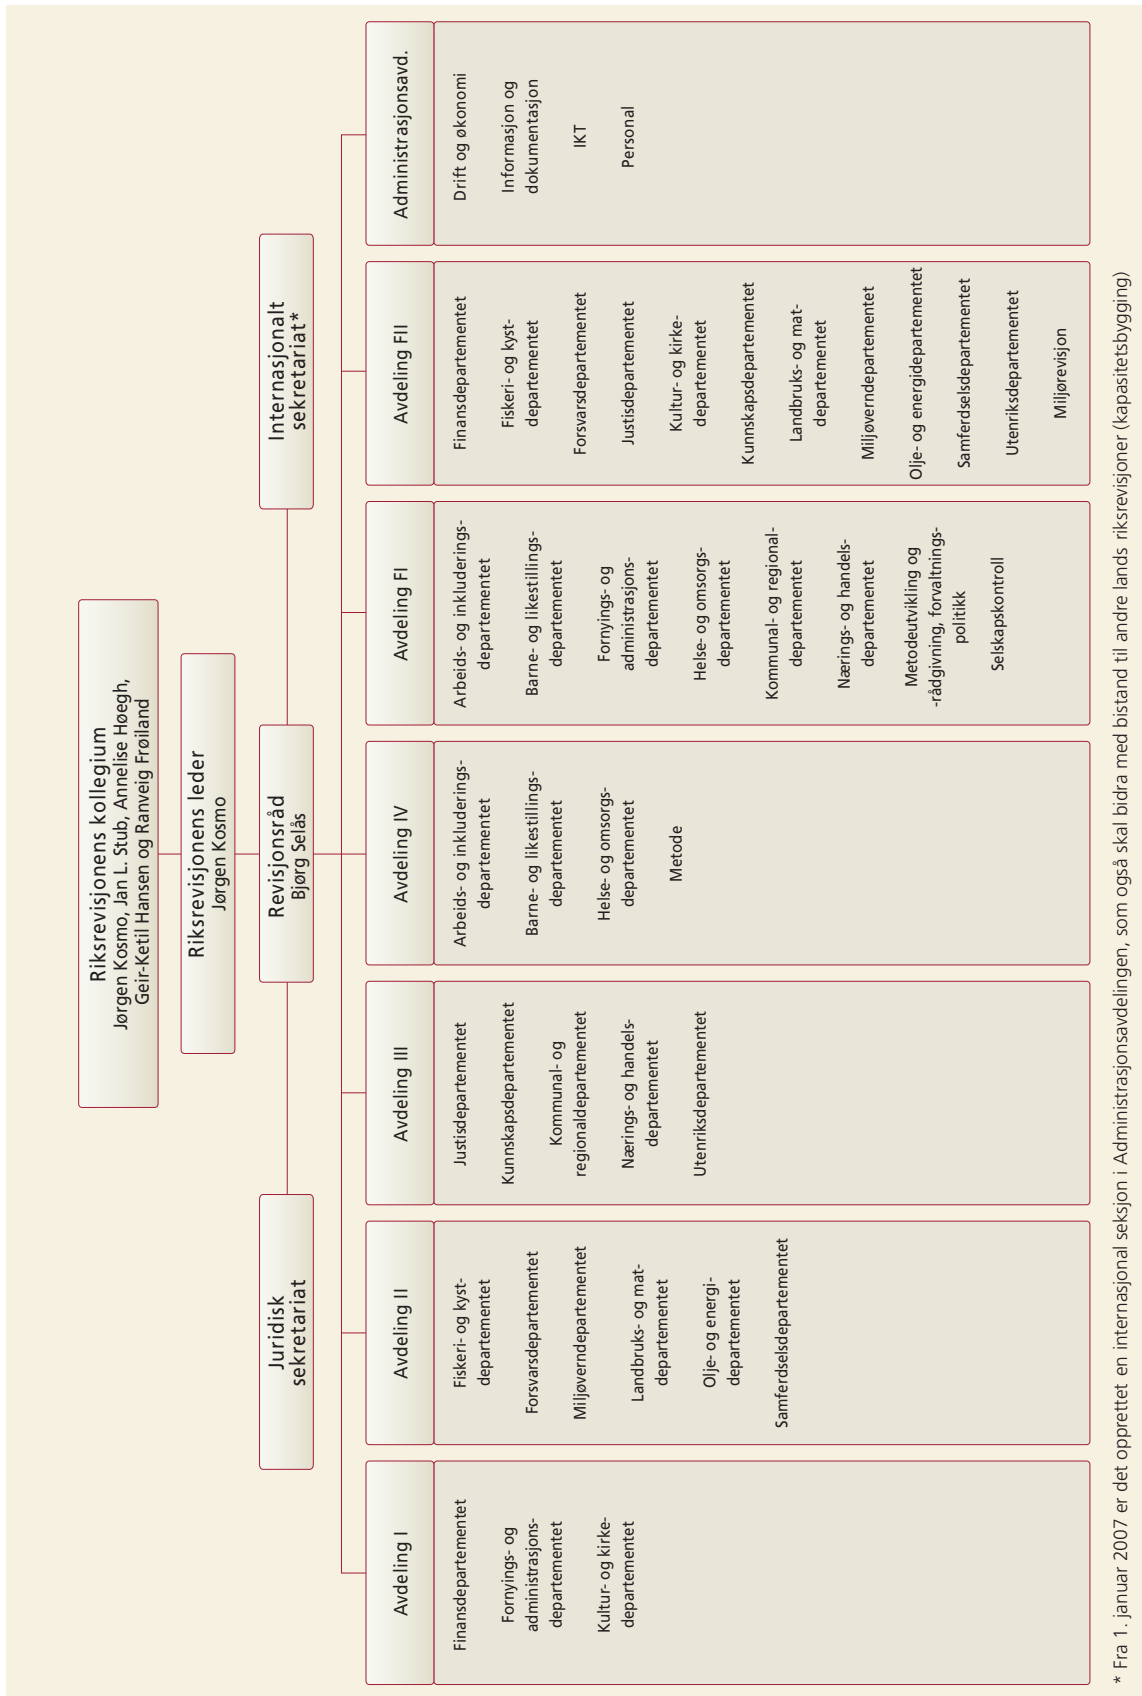 Riksrevisjonens kollegium
Jørgen Kosmo, Jan L. Stub, Annelise Høegh,
Geir-Ketil Hansen og Ranveig Frøiland
Riksrevisjonens leder
Jørgen Kosmo
Juridisk
sekretariat
Revisjonsråd
Bjørg Selås
Internasjonalt
sekretariat*
Avdeling I
Finansdepartementet
Fornyings- og
administrasjons-
departementet
Kultur- og kirke-
departementet
Avdeling II
Fiskeri- og kyst-
departementet
Forsvarsdepartementet
Miljøverndepartementet
Landbruks- og mat-
departementet
Olje- og energi-
departementet
Samferdselsdepartementet
Avdeling III
Justisdepartementet
Kunnskapsdepartementet
Kommunal- og
regionaldepartementet
Nærings- og handels-
departementet
Utenriksdepartementet
Avdeling IV
Arbeids- og inkluderings-
departementet
Barne- og likestillings-
departementet
Helse- og omsorgs-
departementet
Metode
Avdeling FI
Arbeids- og inkluderings-
departementet
Barne- og likestillings-
departementet
Fornyings- og
administrasjons-
departementet
Helse- og omsorgs-
departementet
Kommunal- og regional-
departementet
Nærings- og handels-
departementet
Metodeutvikling og
-rådgivning, forvaltnings-
politikk
Selskapskontroll
Avdeling FII
Finansdepartementet
Fiskeri- og kyst-
departementet
Forsvarsdepartementet
Justisdepartementet
Kultur- og kirke-
departementet
Kunnskapsdepartementet
Landbruks- og mat-
departementet
Miljøverndepartementet
Olje- og energidepartementet
Samferdselsdepartementet
Utenriksdepartementet
Miljørevisjon
Administrasjonsavd.
Drift og økonomi
Informasjon og
dokumentasjon
IKT
Personal
* Fra 1. januar 2007 er det opprettet en internasjonal seksjon i Administrasjonsavdelingen, som også skal bidra med bistand til andre lands riksrevisjoner (kapasitetsbygging)